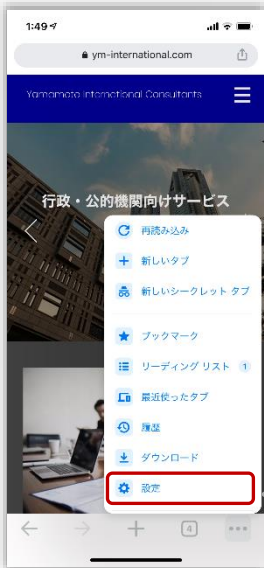 1:49
ym-international.com
Yamamoto International Consultants
行政・公的機関向けサービス
再読み込み
新しいタブ
新しいシークレット タブ
ブックマーク
リーディング リスト 1
最近使ったタブ
履歴
ダウンロード
設定
4